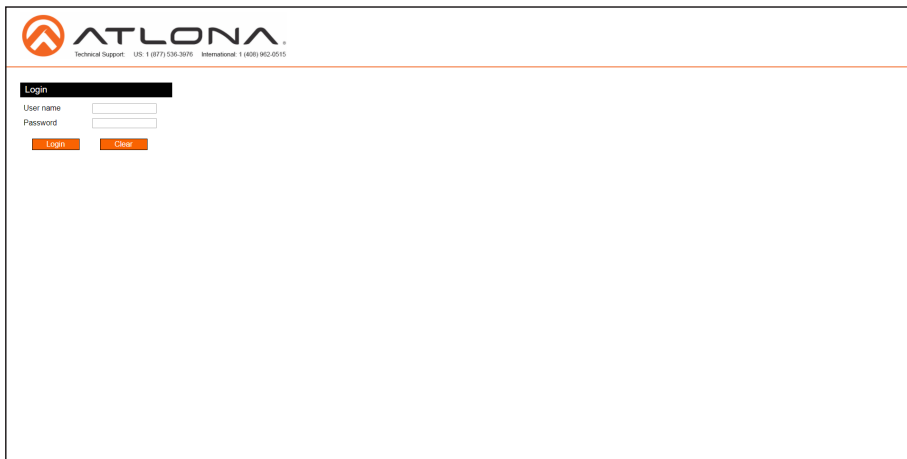 ATLONA.
Technical Support: US: 1 (877) 536-3976 International: 1 (408) 962-0515
Login
User name
Password
Login Clear